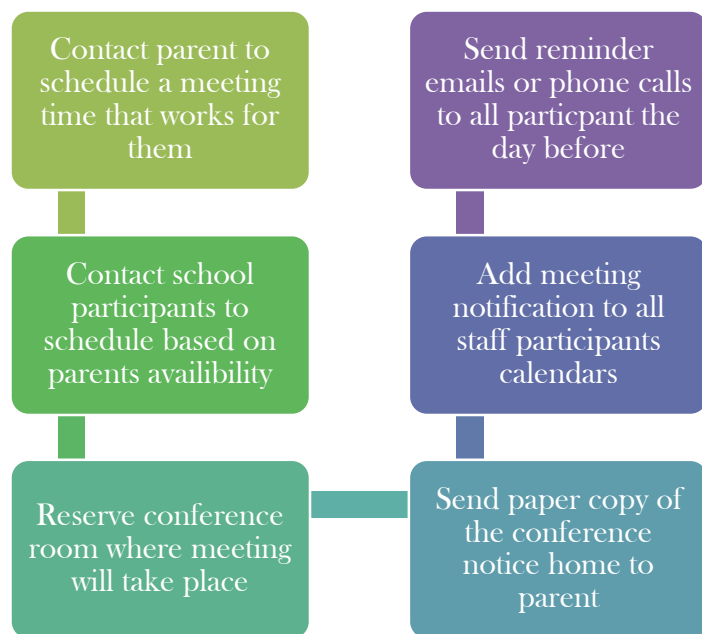 Contact parent to
schedule a meeting
time that works for
them
Contact school
participants to
schedule based on
parents availibility
Reserve conference
room where meeting
will take place
Send paper copy of
the conference
notice home to
parent
Add meeting
notification to all
staff participants
calendars
Send reminder
emails or phone calls
to all particpant the
day before